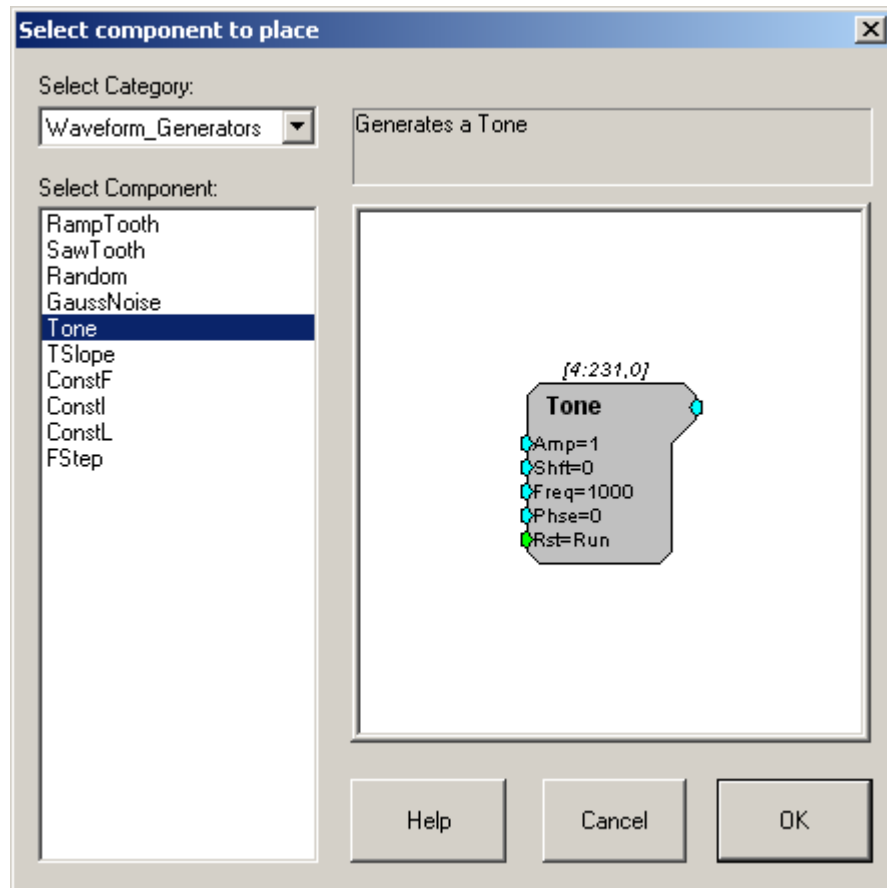 Select component to place
Select Category:
Waveform_Generators
Generates a Tone
Select Component:
RampTooth
SawTooth
Random
GaussNoise
Tone
TSlope
ConstF
ConstI
ConstL
FStep
[4:231,0]
Tone
Amp=1
Shft=0
Freq=1000
Phse=0
Rst=Run
Help
Cancel
OK